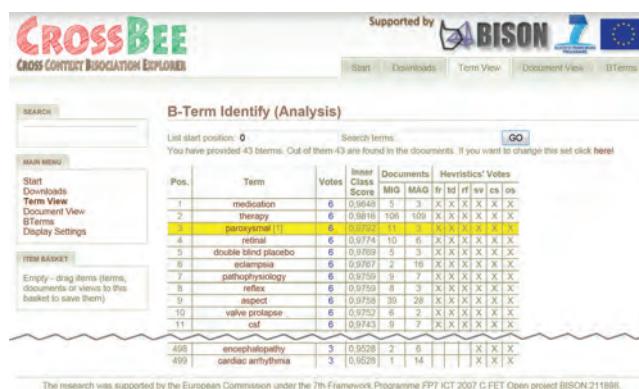 CROSSBEE
CROSS CONTEXT BISOCIATION EXPLORER
Supported by
BISON
Start Downloads Term View Document View BTerms
SEARCH
MAIN MENU
Start
Downloads
Term View
Document View
BTerms
Display Settings
ITEM BASKET
Empty - drag items (terms,
documents or views to this
basket to save them)
B-Term Identify (Analysis)
List start position: 0 Search terms: GO
You have provided 43 bterms. Out of them 43 are found in the documents. If you want to change this set click here!
Pos. Term Votes Inner Class Score Documents Hevristics' Votes
MIG MAG fr td rf sv cs os
1 medication 6 0,9848 5 3 X X X X X X
2 therapy 6 0,9816 106 109 X X X X X X
3 paroxysmal [1] 6 0,9792 11 3 X X X X X X
4 retinal 6 0,9774 10 6 X X X X X X
5 double blind placebo 6 0,9769 5 3 X X X X X X
6 eclampsia 6 0,9767 2 16 X X X X X X
7 pathophysiology 6 0,9759 9 7 X X X X X X
8 reflex 6 0,9759 8 3 X X X X X X
9 aspect 6 0,9758 39 28 X X X X X X
10 valve prolapse 6 0,9752 6 2 X X X X X X
11 csf 6 0,9743 9 7 X X X X X X
498 encephalopathy 3 0,9528 2 6 X X X
499 cardiac arrhythmia 3 0,9528 1 14 X X X
The research was supported by the European Commission under the 7th Framework Programme FP7 ICT 2007 C FET Open project BISON 211898.